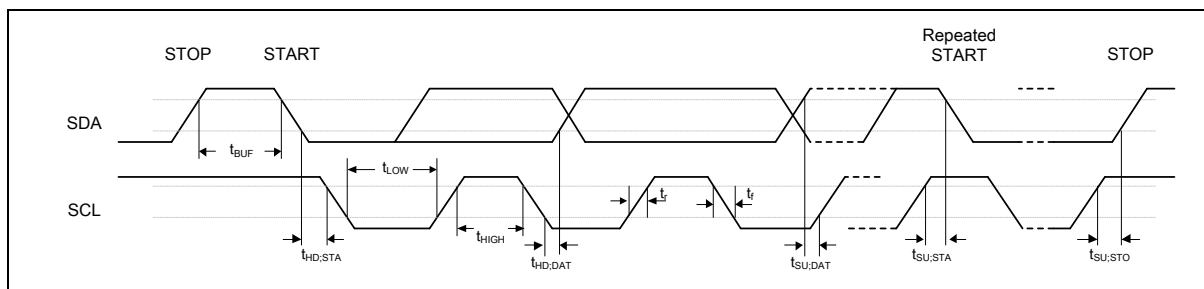 Repeated
STOP START START STOP
SDA
tBUF
tLOW
SCL
tr tf
tHIGH
tHD;STA tHD;DAT tSU;DAT tSU;STA tSU;STO